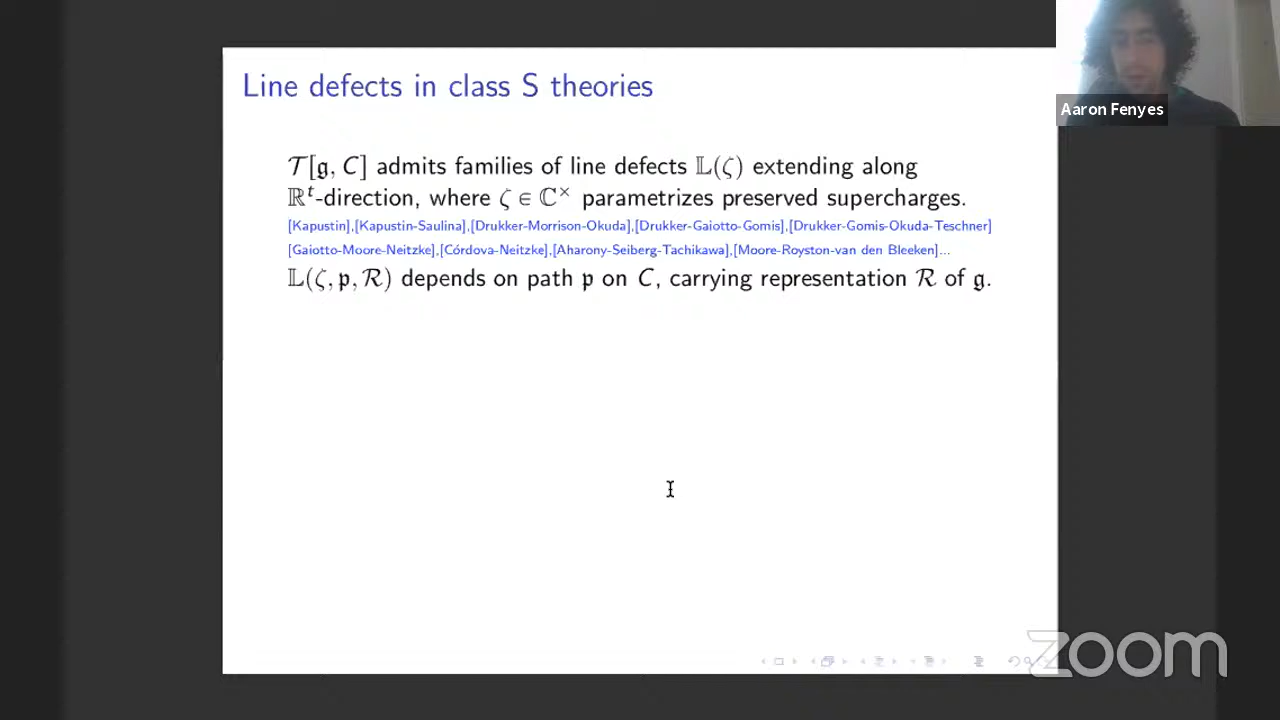 Line defects in class S theories
Aaron Fenyes
𝒯[𝔤, C] admits families of line defects 𝕃(ζ) extending along
ℝᵗ-direction, where ζ ∈ ℂ^× parametrizes preserved supercharges.
[Kapustin],[Kapustin-Saulina],[Drukker-Morrison-Okuda],[Drukker-Gaiotto-Gomis],[Drukker-Gomis-Okuda-Teschner]
[Gaiotto-Moore-Neitzke],[Córdova-Neitzke],[Aharony-Seiberg-Tachikawa],[Moore-Royston-van den Bleeken]...
𝕃(ζ, 𝔭, ℛ) depends on path 𝔭 on C, carrying representation ℛ of 𝔤.
zoom